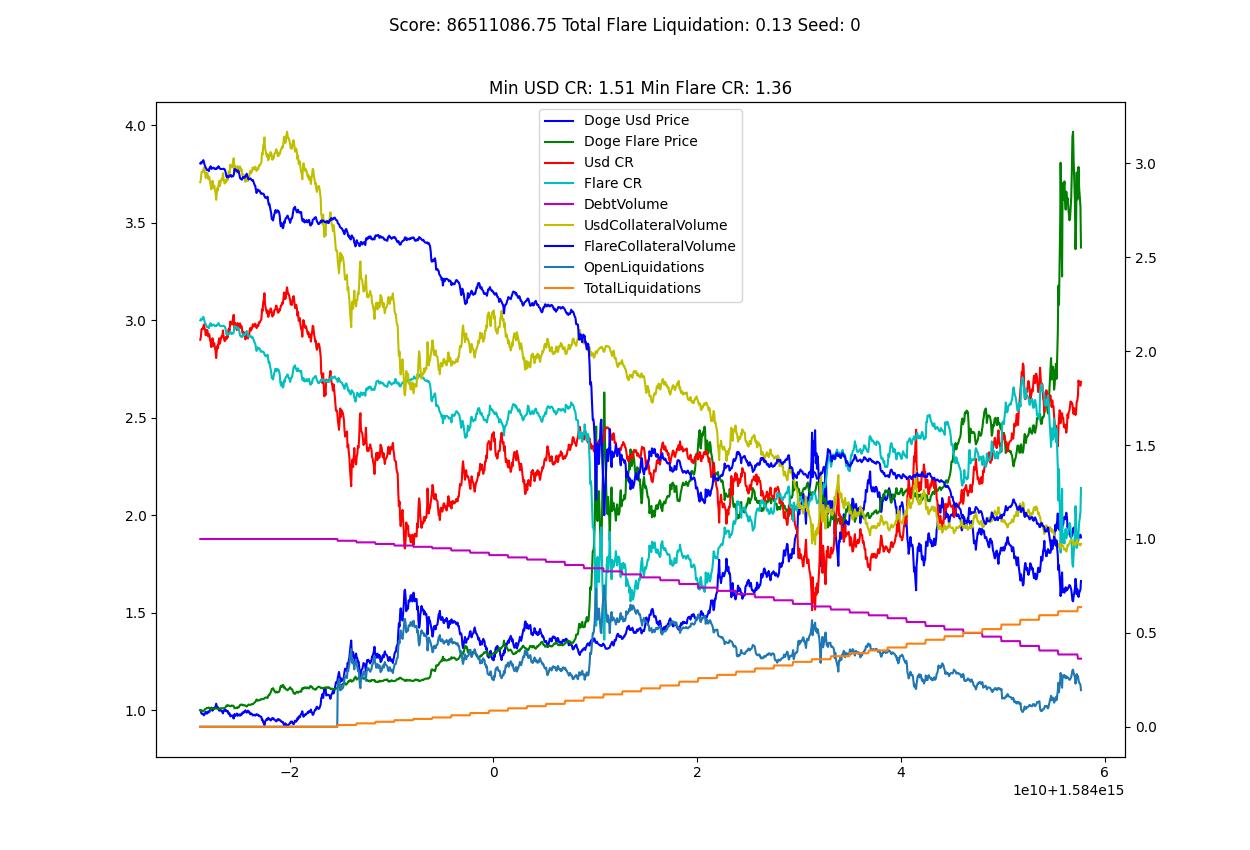 Score: 86511086.75 Total Flare Liquidation: 0.13 Seed: 0
Min USD CR: 1.51 Min Flare CR: 1.36
Doge Usd Price
Doge Flare Price
Usd CR
Flare CR
DebtVolume
UsdCollateralVolume
FlareCollateralVolume
OpenLiquidations
TotalLiquidations
4.0
3.5
3.0
2.5
2.0
1.5
1.0
3.0
2.5
2.0
1.5
1.0
0.5
0.0
−2 0 2 4 6
1e10+1.584e15